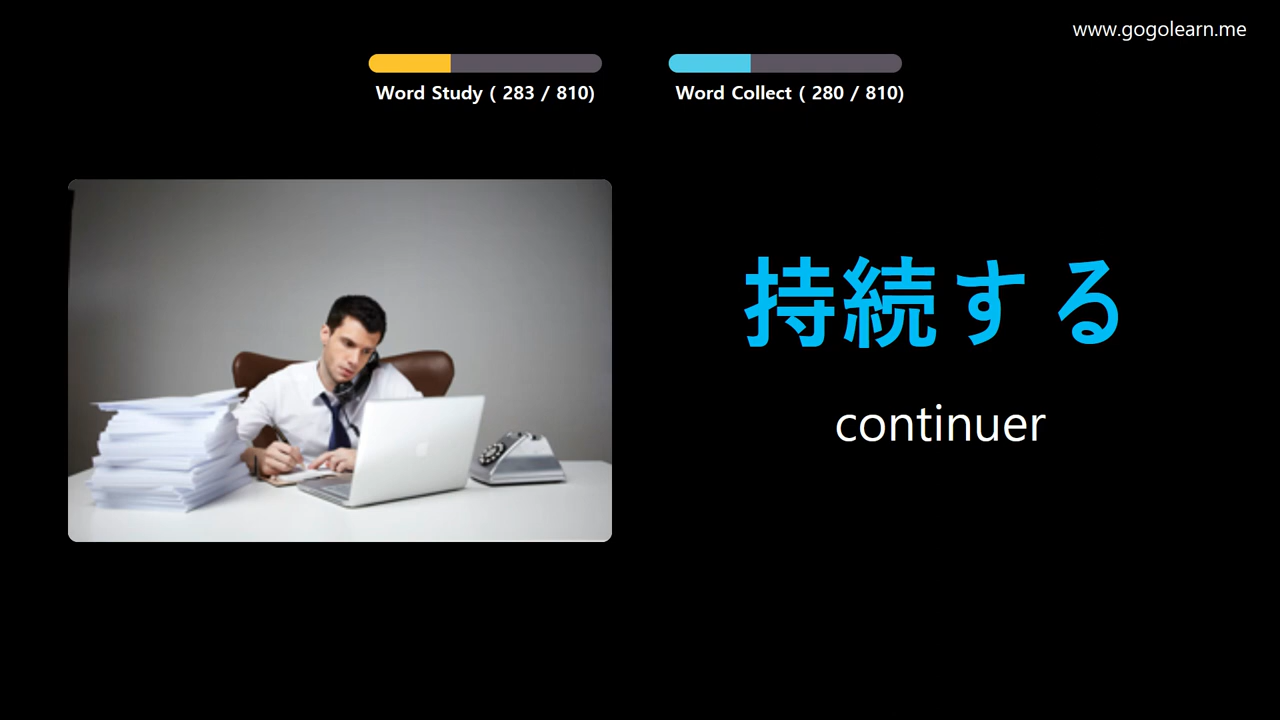 www.gogolearn.me
Word Study ( 283 / 810)
Word Collect ( 280 / 810)
持続する
continuer